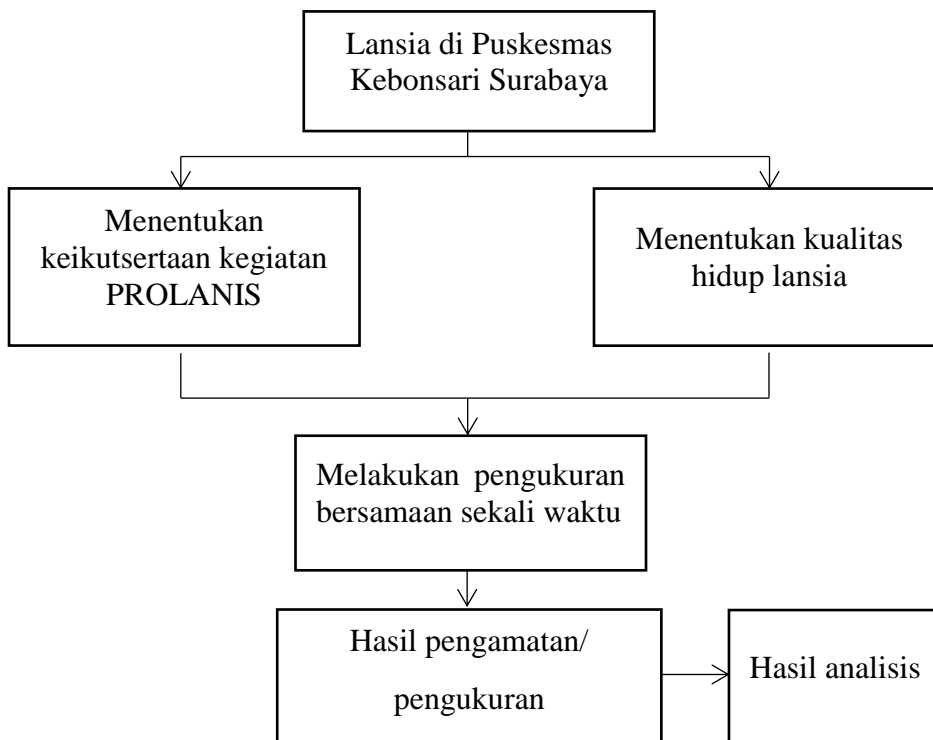 Lansia di Puskesmas
Kebonsari Surabaya
Menentukan
keikutsertaan kegiatan
PROLANIS
Menentukan kualitas
hidup lansia
Melakukan pengukuran
bersamaan sekali waktu
Hasil pengamatan/
pengukuran
Hasil analisis